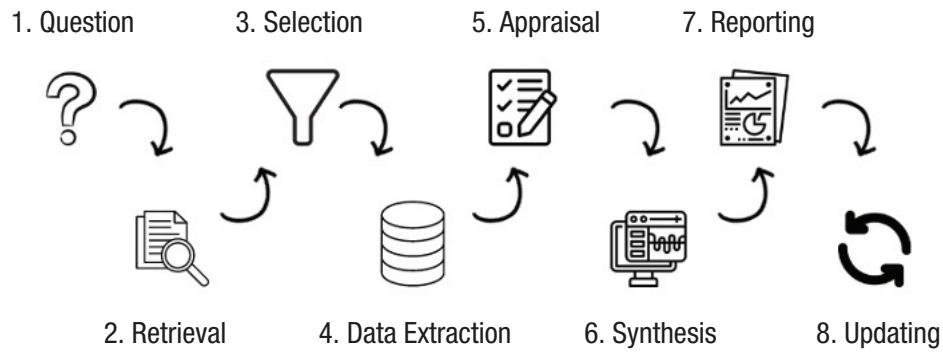 1. Question
3. Selection
5. Appraisal
7. Reporting
2. Retrieval
4. Data Extraction
6. Synthesis
8. Updating